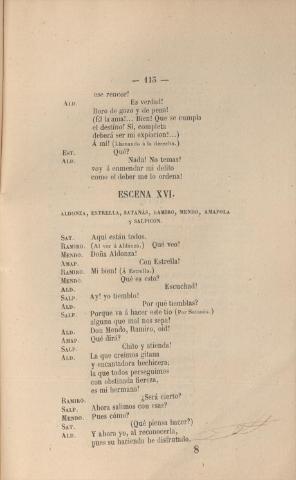 — 113 —
ese rencor!
ALD. Es verdad!
lloro de gozo y de pena!
(Él la ama!... Bien! Que se cumpla
el destino! Sí, completa
deberá ser mi expiacion!...)
Á mí! (Llamando á la derecha.)
EST. Qué?
ALD. Nada! No temas!
voy á enmendar mi delito
como el deber me lo ordena!
ESCENA XVI.
ALDONZA, ESTRELLA, SATANÁS, RAMIRO, MENDO, AMAPOLA
y SALPICON.
SAT. Aquí están todos.
RAMIRO. (Al ver á Aldonza.) Qué veo!
MENDO. Doña Aldonza!
AMAP. Con Estrella!
RAMIRO. Mi bien! (Á Estrella.)
MENDO. Qué es esto?
ALD. Escuchad!
SALP. Ay! yo tiemblo!
ALD. Por qué tiemblas?
SALP. Porque va á hacer este tio (Por Satanás.)
alguna que mal nos sepa!
ALD. Don Mendo, Ramiro, oid!
AMAP. Qué dirá?
SALP. Chito y atienda!
ALD. La que creimos gitana
y encantadora hechicera;
la que todos perseguimos
con obstinada fiereza,
es mi hermana!
RAMIRO. ¿Será cierto?
SALP. Ahora salimos con esas?
MENDO. Pues cómo?
SAT. (Qué piensa hacer?)
ALD. Y ahora yo, al reconocerla,
pues su hacienda he disfrutado,
8